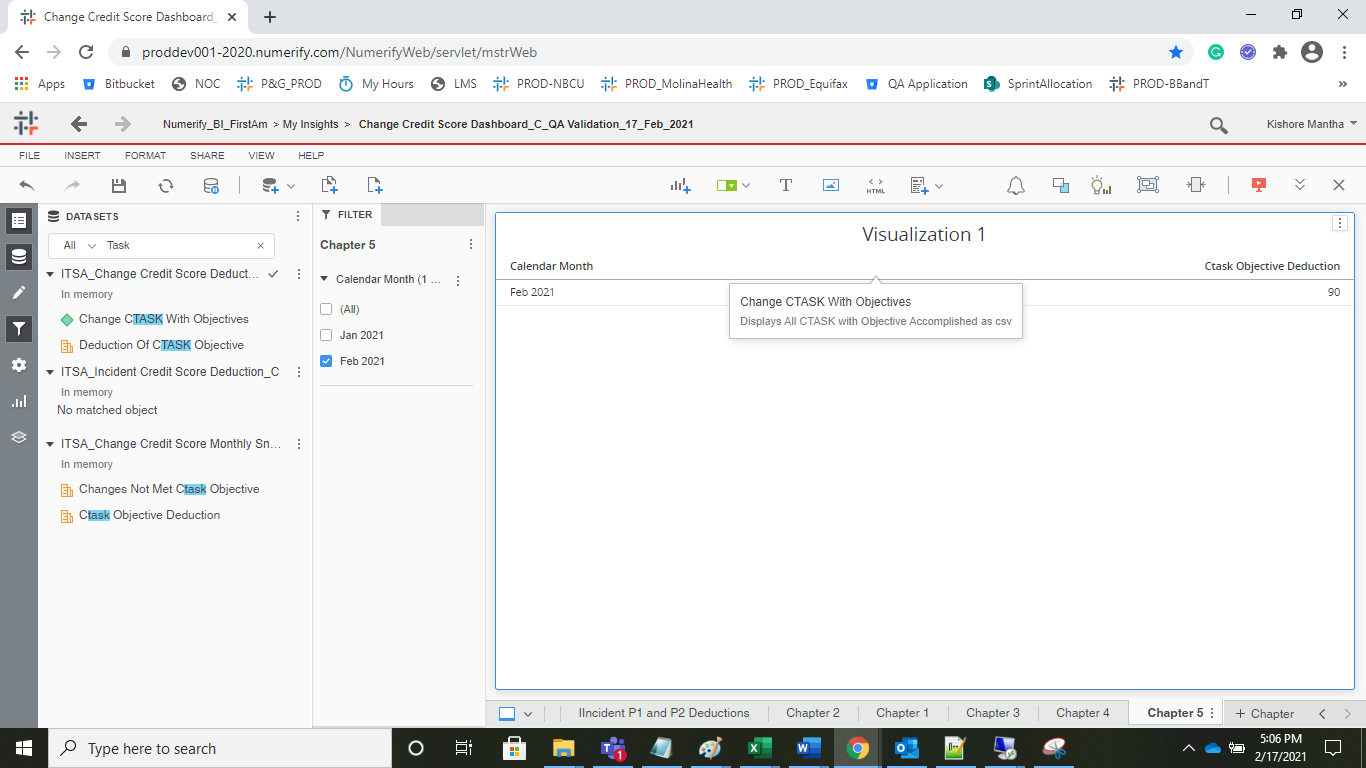 Change Credit Score Dashboard_
proddev001-2020.numerify.com/NumerifyWeb/servlet/mstrWeb
Apps Bitbucket NOC P&G_PROD My Hours LMS PROD-NBCU PROD_MolinaHealth PROD_Equifax QA Application SprintAllocation PROD-BBandT »
Numerify_BI_FirstAm > My Insights > Change Credit Score Dashboard_C_QA Validation_17_Feb_2021 Kishore Mantha
FILE INSERT FORMAT SHARE VIEW HELP
HTML
DATASETS
All Task
ITSA_Change Credit Score Deduct...
In memory
Change CTASK With Objectives
Deduction Of CTASK Objective
ITSA_Incident Credit Score Deduction_C
In memory
No matched object
ITSA_Change Credit Score Monthly Sn...
In memory
Changes Not Met Ctask Objective
Ctask Objective Deduction
FILTER
Chapter 5
Calendar Month (1 ...
(All)
Jan 2021
Feb 2021
Visualization 1
Calendar Month Ctask Objective Deduction
Feb 2021 90
Change CTASK With Objectives
Displays All CTASK with Objective Accomplished as csv
IIncident P1 and P2 Deductions Chapter 2 Chapter 1 Chapter 3 Chapter 4 Chapter 5 + Chapter
Type here to search
1
5:06 PM
2/17/2021